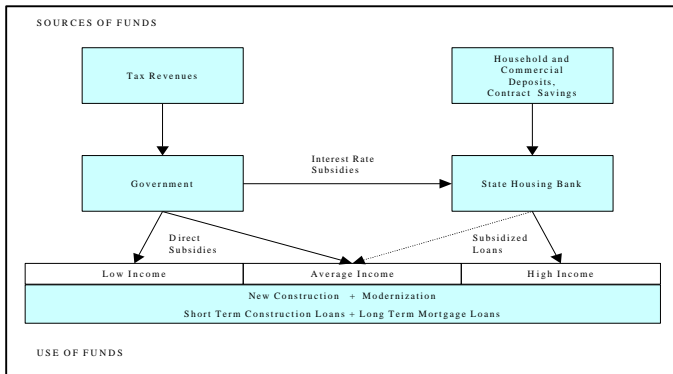 SOURCES OF FUNDS
Tax Revenues
Household and
Commercial
Deposits,
Contract Savings
Interest Rate
Subsidies
Government
State Housing Bank
Direct
Subsidies
Subsidized
Loans
Low Income
Average Income
High Income
New Construction + Modernization
Short Term Construction Loans + Long Term Mortgage Loans
USE OF FUNDS